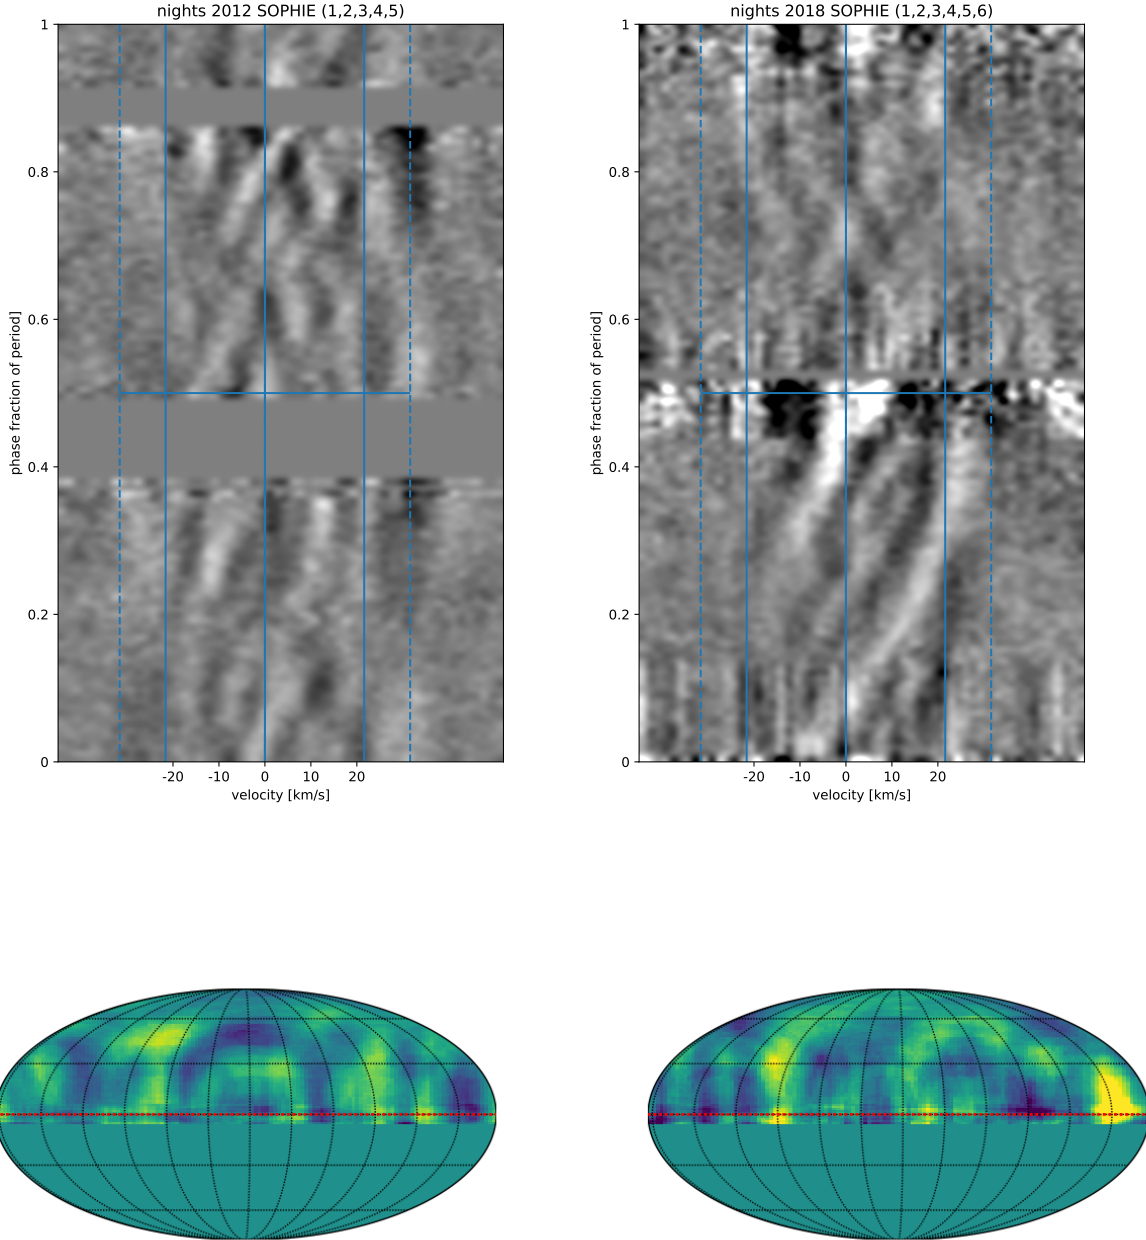 nights 2012 SOPHIE (1,2,3,4,5)
1
0.8
0.6
0.4
0.2
0
phase fraction of period]
-20 -10 0 10 20
velocity [km/s]
nights 2018 SOPHIE (1,2,3,4,5,6)
1
0.8
0.6
0.4
0.2
0
phase fraction of period]
-20 -10 0 10 20
velocity [km/s]